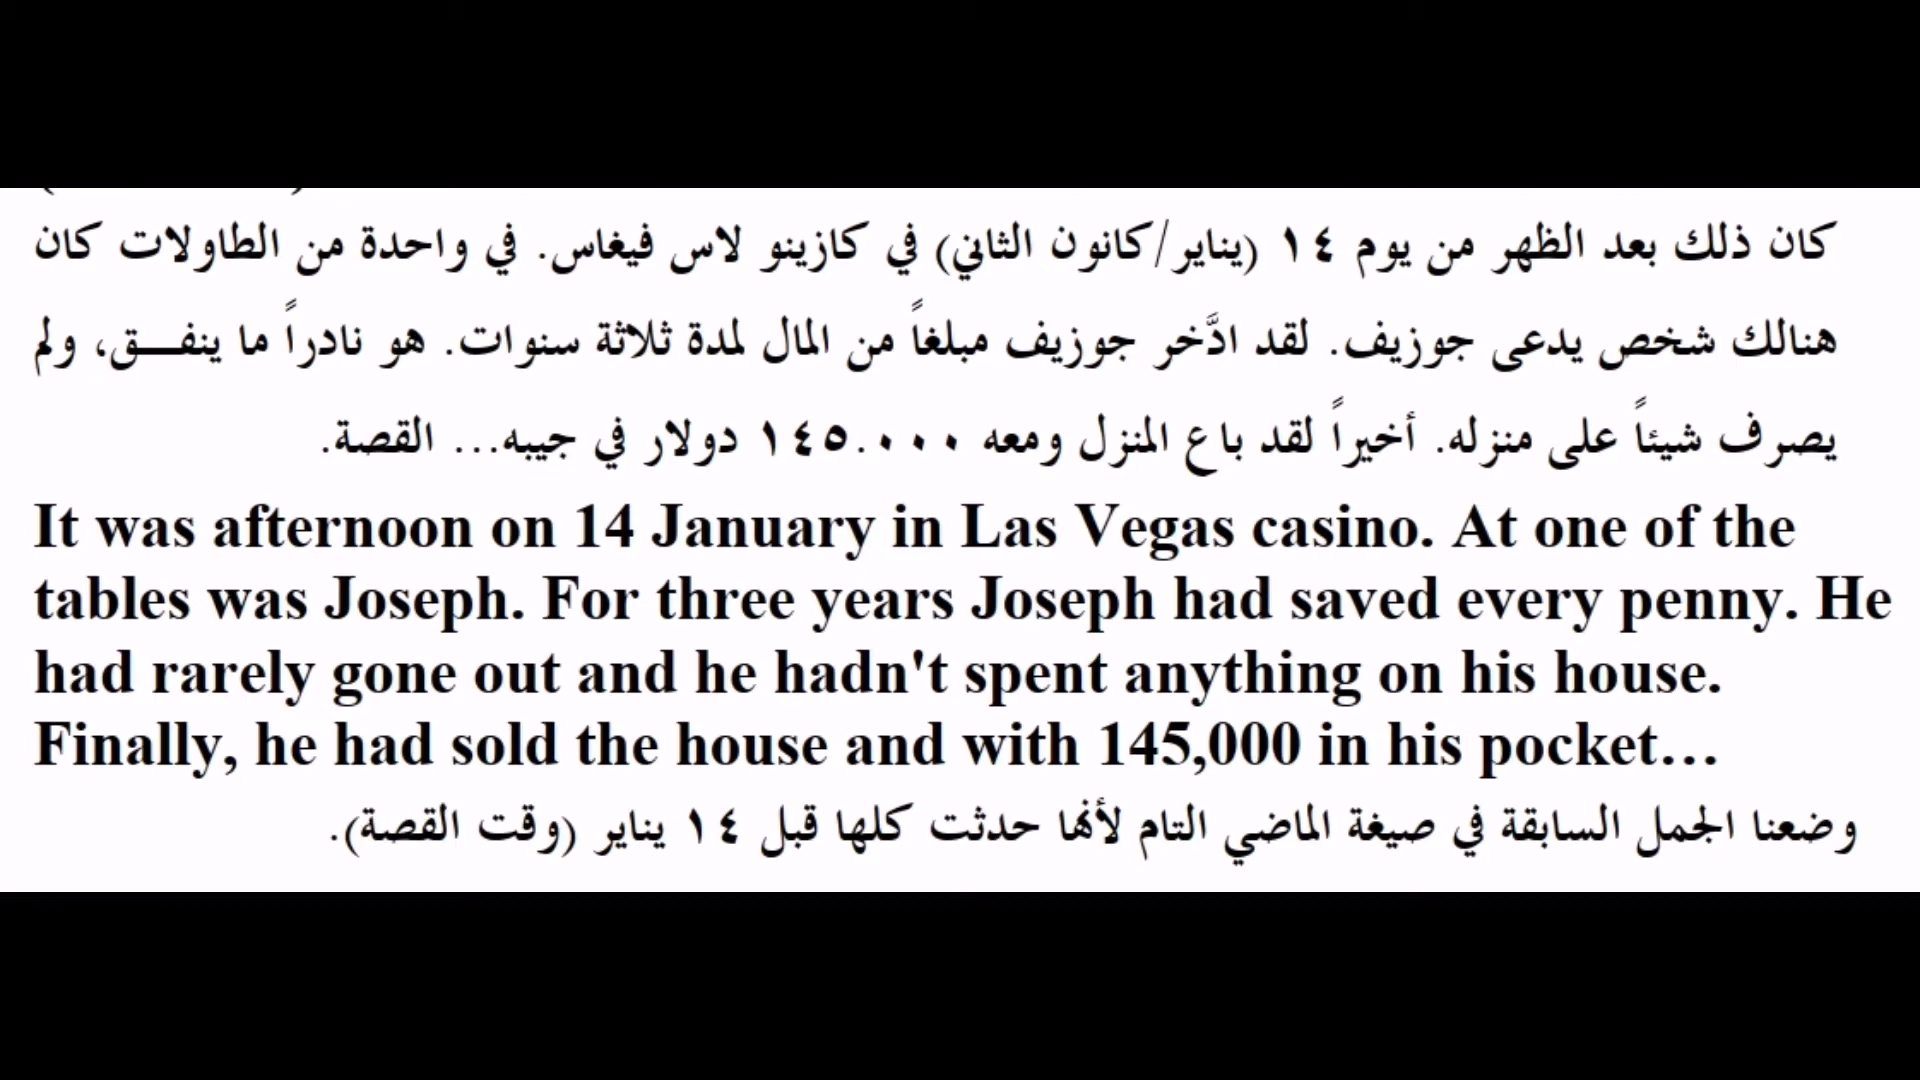 كان ذلك بعد الظهر من يوم ١٤ (يناير/كانون الثاني) في كازينو لاس فيغاس. في واحدة من الطاولات كان
هنالك شخص يدعى جوزيف. لقد ادَّخر جوزيف مبلغاً من المال لمدة ثلاثة سنوات. هو نادراً ما ينفـــق، ولم
يصرف شيئاً على منزله. أخيراً لقد باع المنزل ومعه ١٤٥.٠٠٠ دولار في جيبه... القصة.
It was afternoon on 14 January in Las Vegas casino. At one of the
tables was Joseph. For three years Joseph had saved every penny. He
had rarely gone out and he hadn't spent anything on his house.
Finally, he had sold the house and with 145,000 in his pocket…
وضعنا الجمل السابقة في صيغة الماضي التام لأنها حدثت كلها قبل ١٤ يناير (وقت القصة).